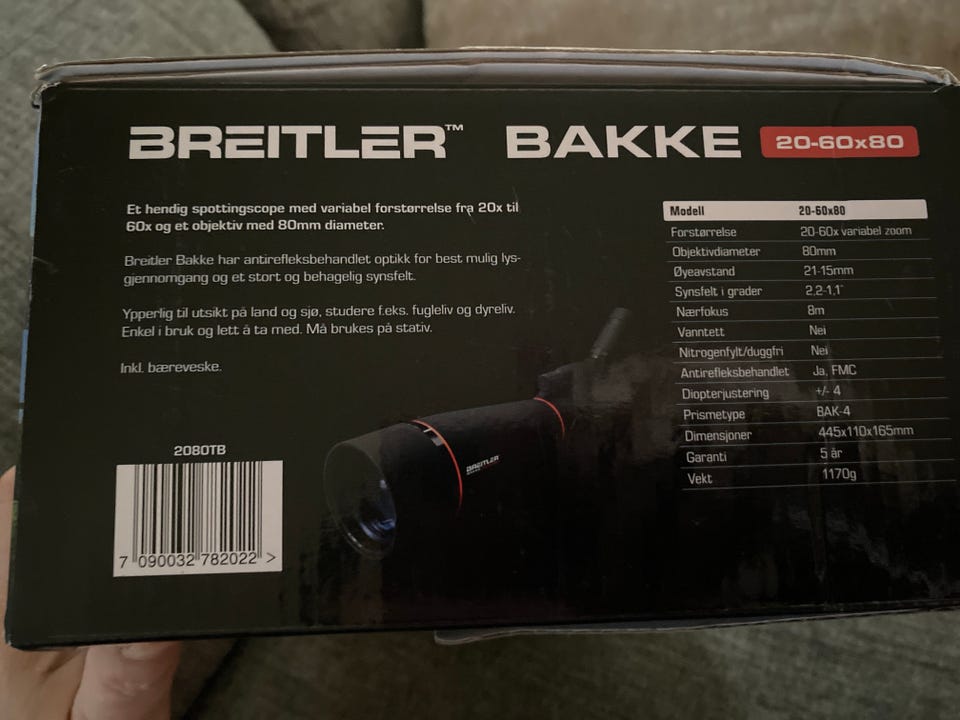 BREITLER™ BAKKE 20-60x80
Et hendig spottingscope med variabel forstørrelse fra 20x til
60x og et objektiv med 80mm diameter.
Breitler Bakke har antirefleksbehandlet optikk for best mulig lys-
gjennomgang og et stort og behagelig synsfelt.
Ypperlig til utsikt på land og sjø, studere f.eks. fugleliv og dyreliv.
Enkel i bruk og lett å ta med. Må brukes på stativ.
Inkl. bæreveske.
2080TB
7 090032 782022 >
BREITLER
Modell 20-60x80
Forstørrelse 20-60x variabel zoom
Objektivdiameter 80mm
Øyeavstand 21-15mm
Synsfelt i grader 2,2-1,1°
Nærfokus 8m
Vanntett Nei
Nitrogenfylt/duggfri Nei
Antirefleksbehandlet Ja, FMC
Diopterjustering +/- 4
Prismetype BAK-4
Dimensjoner 445x110x165mm
Garanti 5 år
Vekt 1170g